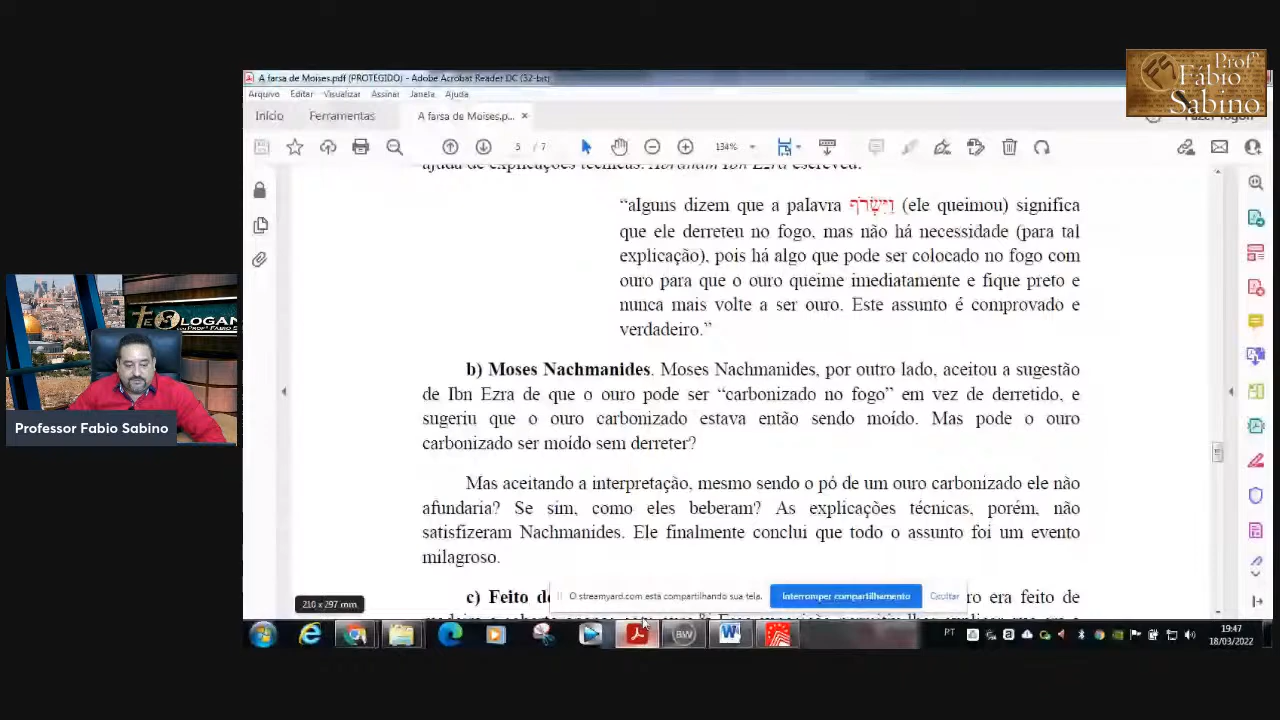 Profº
Fábio
Sabino
A farsa de Moises.pdf (PROTEGIDO) - Adobe Acrobat Reader DC (32-bit)
Arquivo Editar Visualizar Assinar Janela Ajuda
Início Ferramentas A farsa de Moises.p... ×
5 / 7 134%
ajuda de explicações técnicas. Abraham Ibn Ezra escreveu:
“alguns dizem que a palavra וַיִּשְׂרֹף (ele queimou) significa
que ele derreteu no fogo, mas não há necessidade (para tal
explicação), pois há algo que pode ser colocado no fogo com
ouro para que o ouro queime imediatamente e fique preto e
nunca mais volte a ser ouro. Este assunto é comprovado e
verdadeiro.”
b) Moses Nachmanides. Moses Nachmanides, por outro lado, aceitou a sugestão
de Ibn Ezra de que o ouro pode ser “carbonizado no fogo” em vez de derretido, e
sugeriu que o ouro carbonizado estava então sendo moído. Mas pode o ouro
carbonizado ser moído sem derreter?
Mas aceitando a interpretação, mesmo sendo o pó de um ouro carbonizado ele não
afundaria? Se sim, como eles beberam? As explicações técnicas, porém, não
satisfizeram Nachmanides. Ele finalmente conclui que todo o assunto foi um evento
milagroso.
c) Feito de
ro era feito de
210 x 297 mm
O streamyard.com está compartilhando sua tela. Interromper compartilhamento Ocultar
Professor Fabio Sabino
PT
19:47
18/03/2022